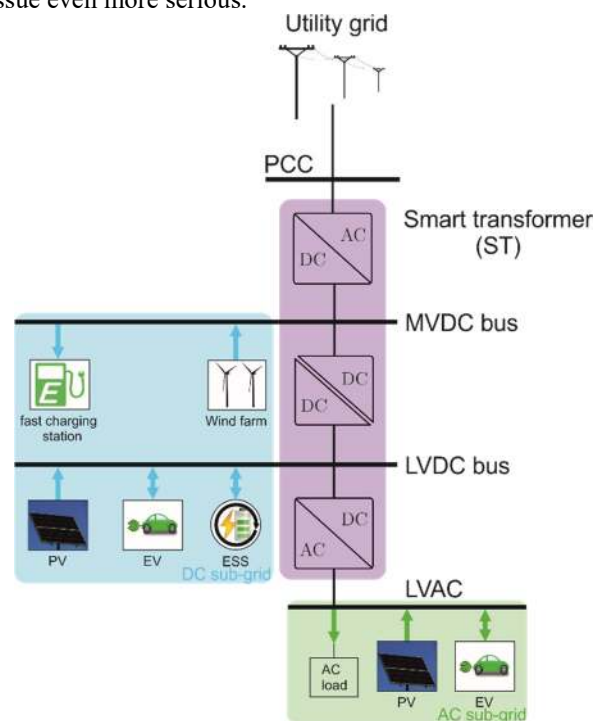 ssue even more serious.
Utility grid
PCC
Smart transformer
(ST)
AC
DC
MVDC bus
fast charging
station
Wind farm
DC
DC
LVDC bus
PV
EV
ESS
DC sub-grid
DC
AC
LVAC
AC
load
PV
EV
AC sub-grid